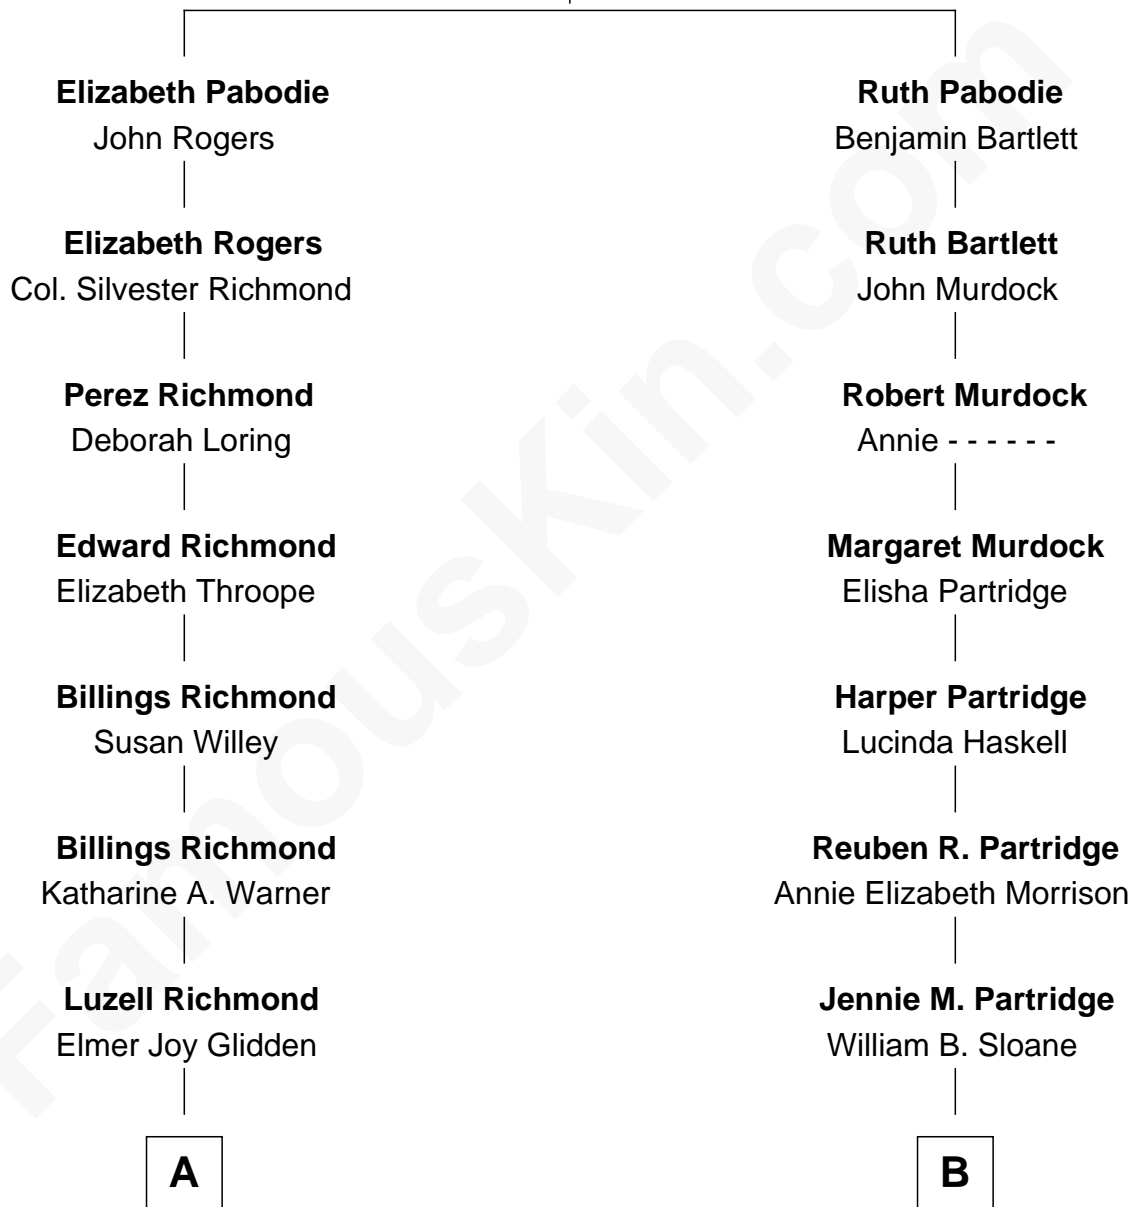 Elizabeth Pabodie
John Rogers
Elizabeth Rogers
Col. Silvester Richmond
Perez Richmond
Deborah Loring
Edward Richmond
Elizabeth Throope
Billings Richmond
Susan Willey
Billings Richmond
Katharine A. Warner
Luzell Richmond
Elmer Joy Glidden
A
Ruth Pabodie
Benjamin Bartlett
Ruth Bartlett
John Murdock
Robert Murdock
Annie - - - - - -
Margaret Murdock
Elisha Partridge
Harper Partridge
Lucinda Haskell
Reuben R. Partridge
Annie Elizabeth Morrison
Jennie M. Partridge
William B. Sloane
B
FamousKin.com